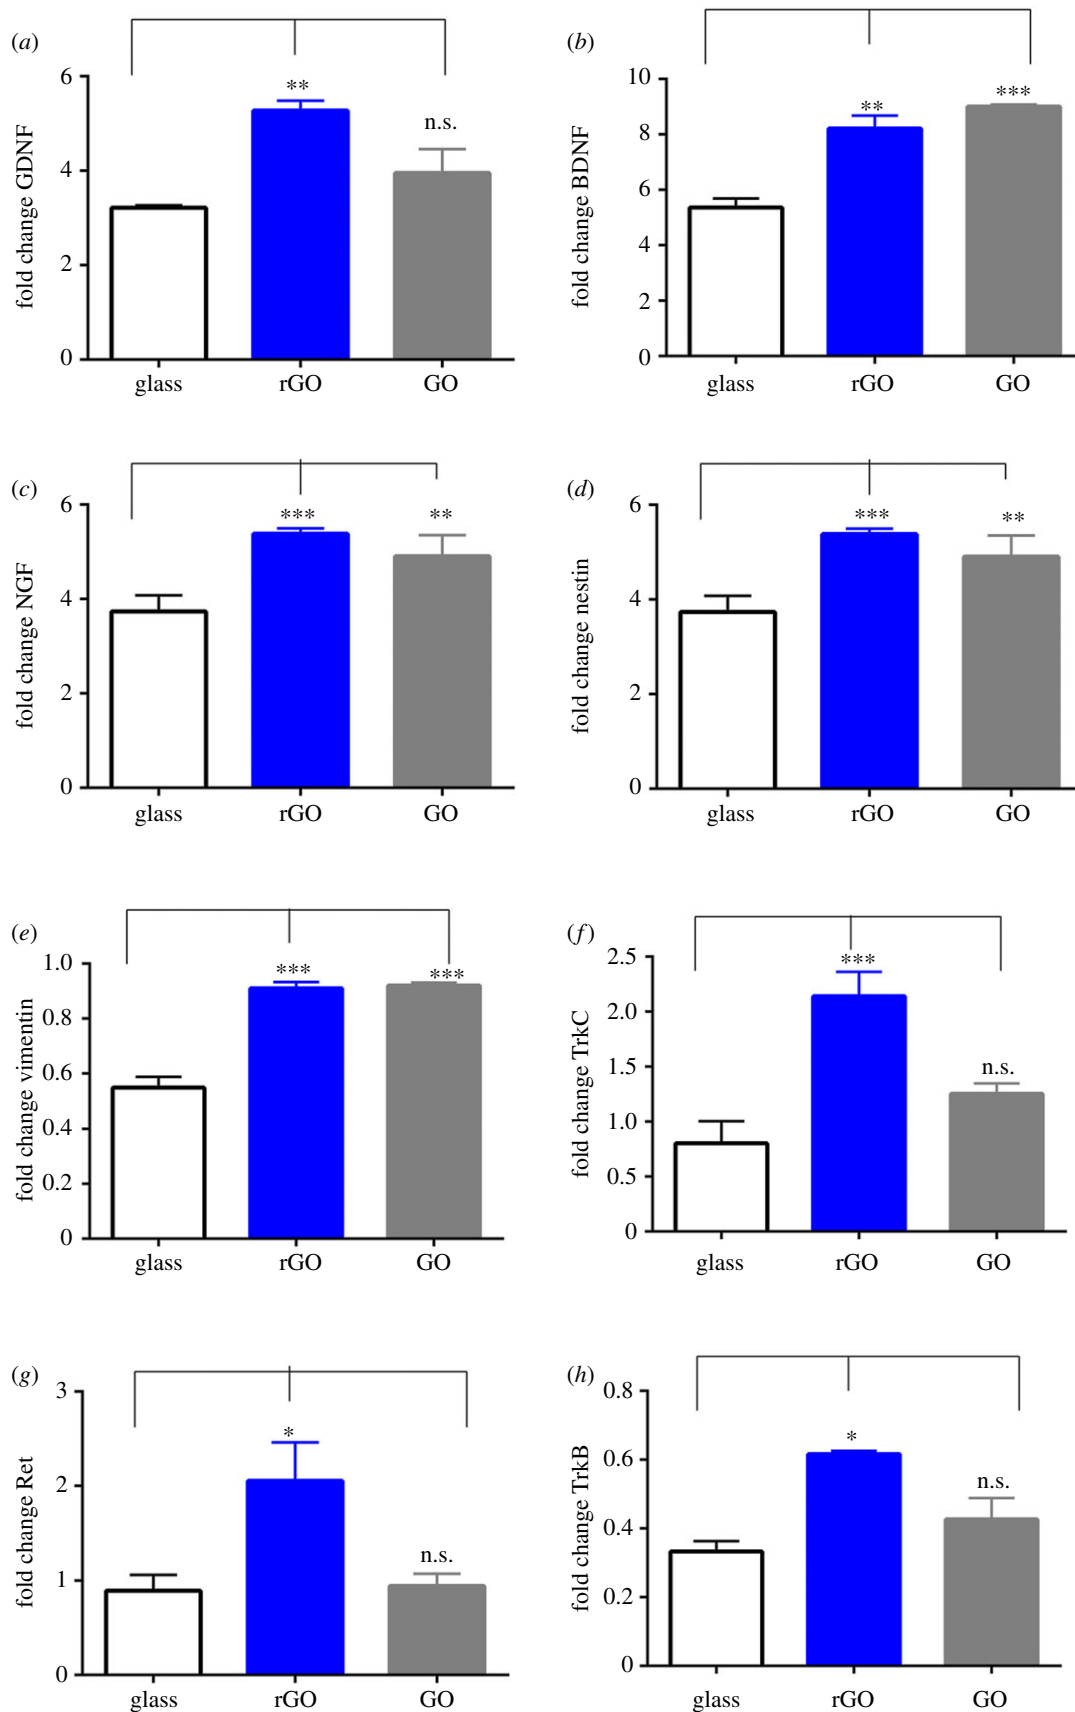 (a)
fold change GDNF
6
4
2
0
**
n.s.
glass rGO GO
(b)
fold change BDNF
10
8
6
4
2
0
**
***
glass rGO GO
(c)
fold change NGF
6
4
2
0
***
**
glass rGO GO
(d)
fold change nestin
6
4
2
0
***
**
glass rGO GO
(e)
fold change vimentin
1.0
0.8
0.6
0.4
0.2
0
***
***
glass rGO GO
(f)
fold change TrkC
2.5
2.0
1.5
1.0
0.5
0
***
n.s.
glass rGO GO
(g)
fold change Ret
3
2
1
0
*
n.s.
glass rGO GO
(h)
fold change TrkB
0.8
0.6
0.4
0.2
0
*
n.s.
glass rGO GO